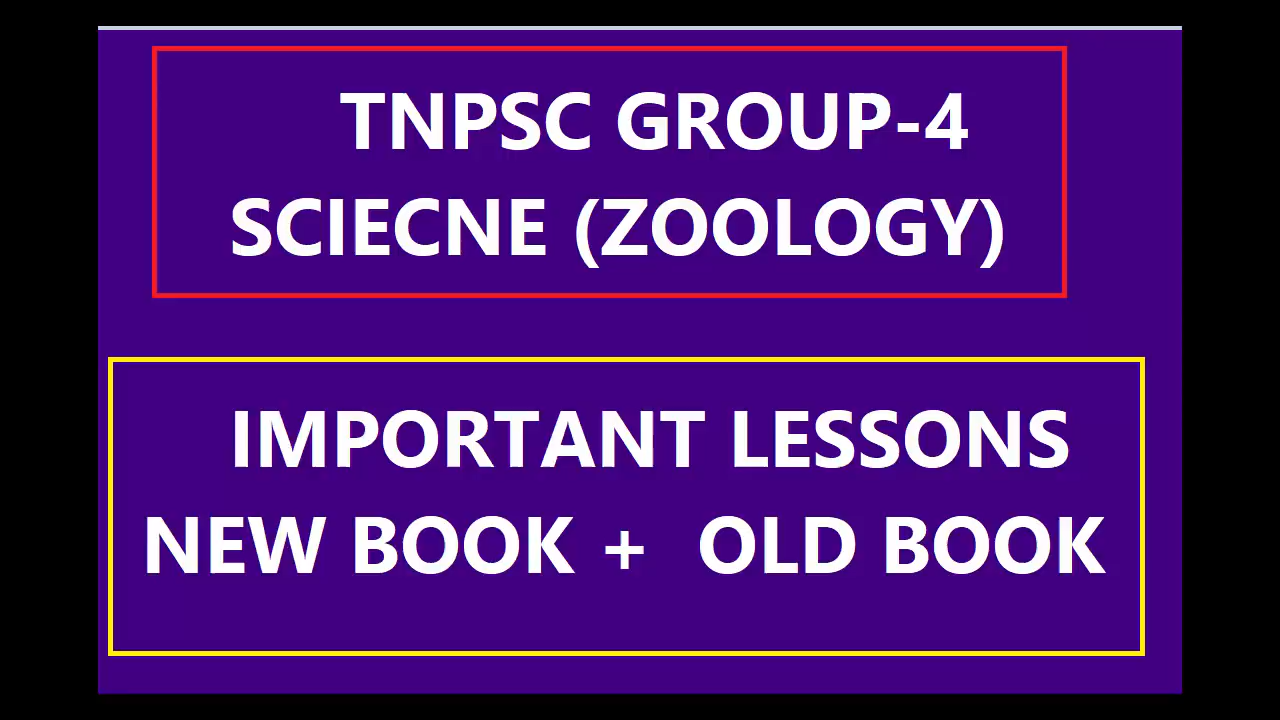 TNPSC GROUP-4
SCIECNE (ZOOLOGY)
IMPORTANT LESSONS
NEW BOOK + OLD BOOK